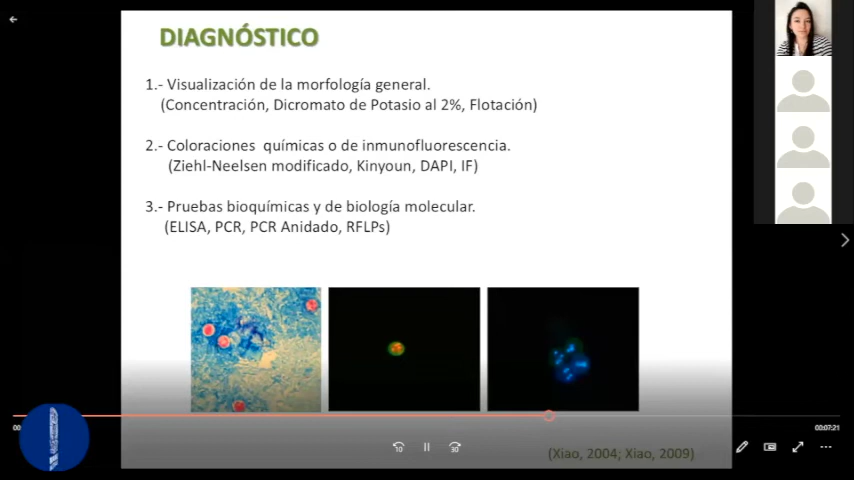 DIAGNÓSTICO
1.- Visualización de la morfología general.
(Concentración, Dicromato de Potasio al 2%, Flotación)
2.- Coloraciones químicas o de inmunofluorescencia.
(Ziehl-Neelsen modificado, Kinyoun, DAPI, IF)
3.- Pruebas bioquímicas y de biología molecular.
(ELISA, PCR, PCR Anidado, RFLPs)
00:07:21
10
30
(Xiao, 2004; Xiao, 2009)